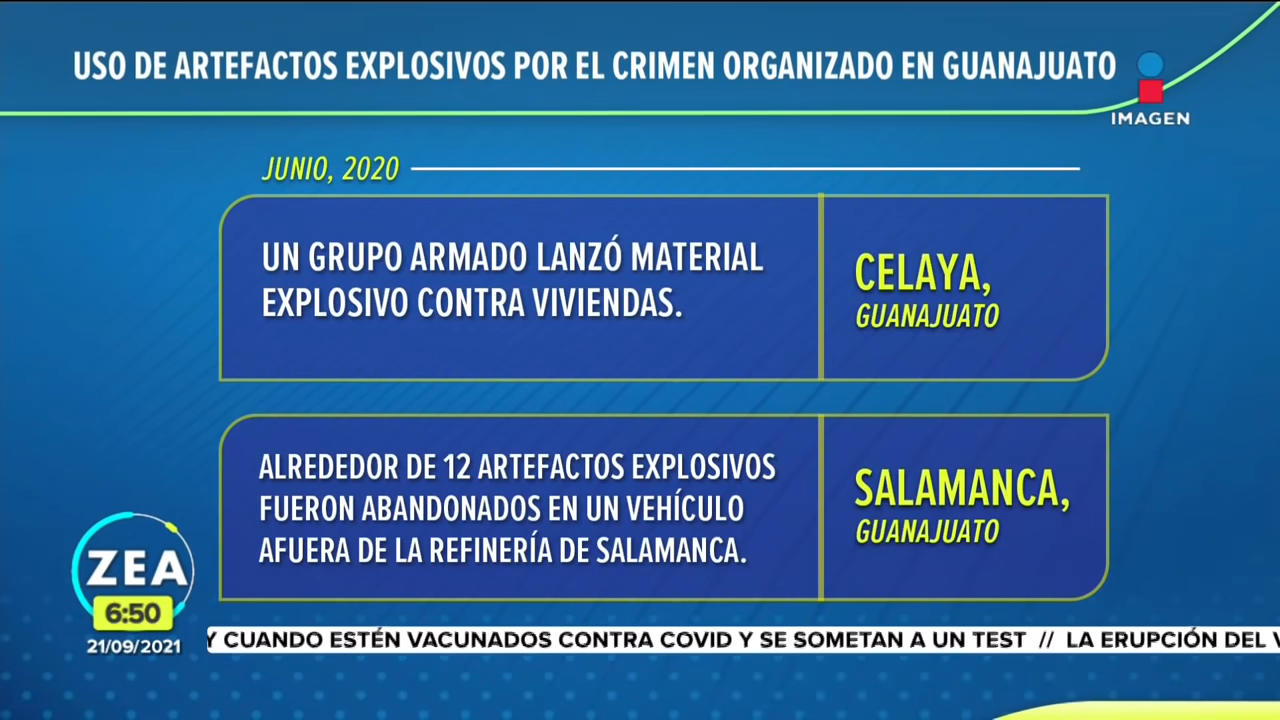 USO DE ARTEFACTOS EXPLOSIVOS POR EL CRIMEN ORGANIZADO EN GUANAJUATO
IMAGEN
JUNIO, 2020
UN GRUPO ARMADO LANZÓ MATERIAL
EXPLOSIVO CONTRA VIVIENDAS.
CELAYA,
GUANAJUATO
ALREDEDOR DE 12 ARTEFACTOS EXPLOSIVOS
FUERON ABANDONADOS EN UN VEHÍCULO
AFUERA DE LA REFINERÍA DE SALAMANCA.
SALAMANCA,
GUANAJUATO
ZEA
6:50
21/09/2021
Y CUANDO ESTÉN VACUNADOS CONTRA COVID Y SE SOMETAN A UN TEST // LA ERUPCIÓN DEL